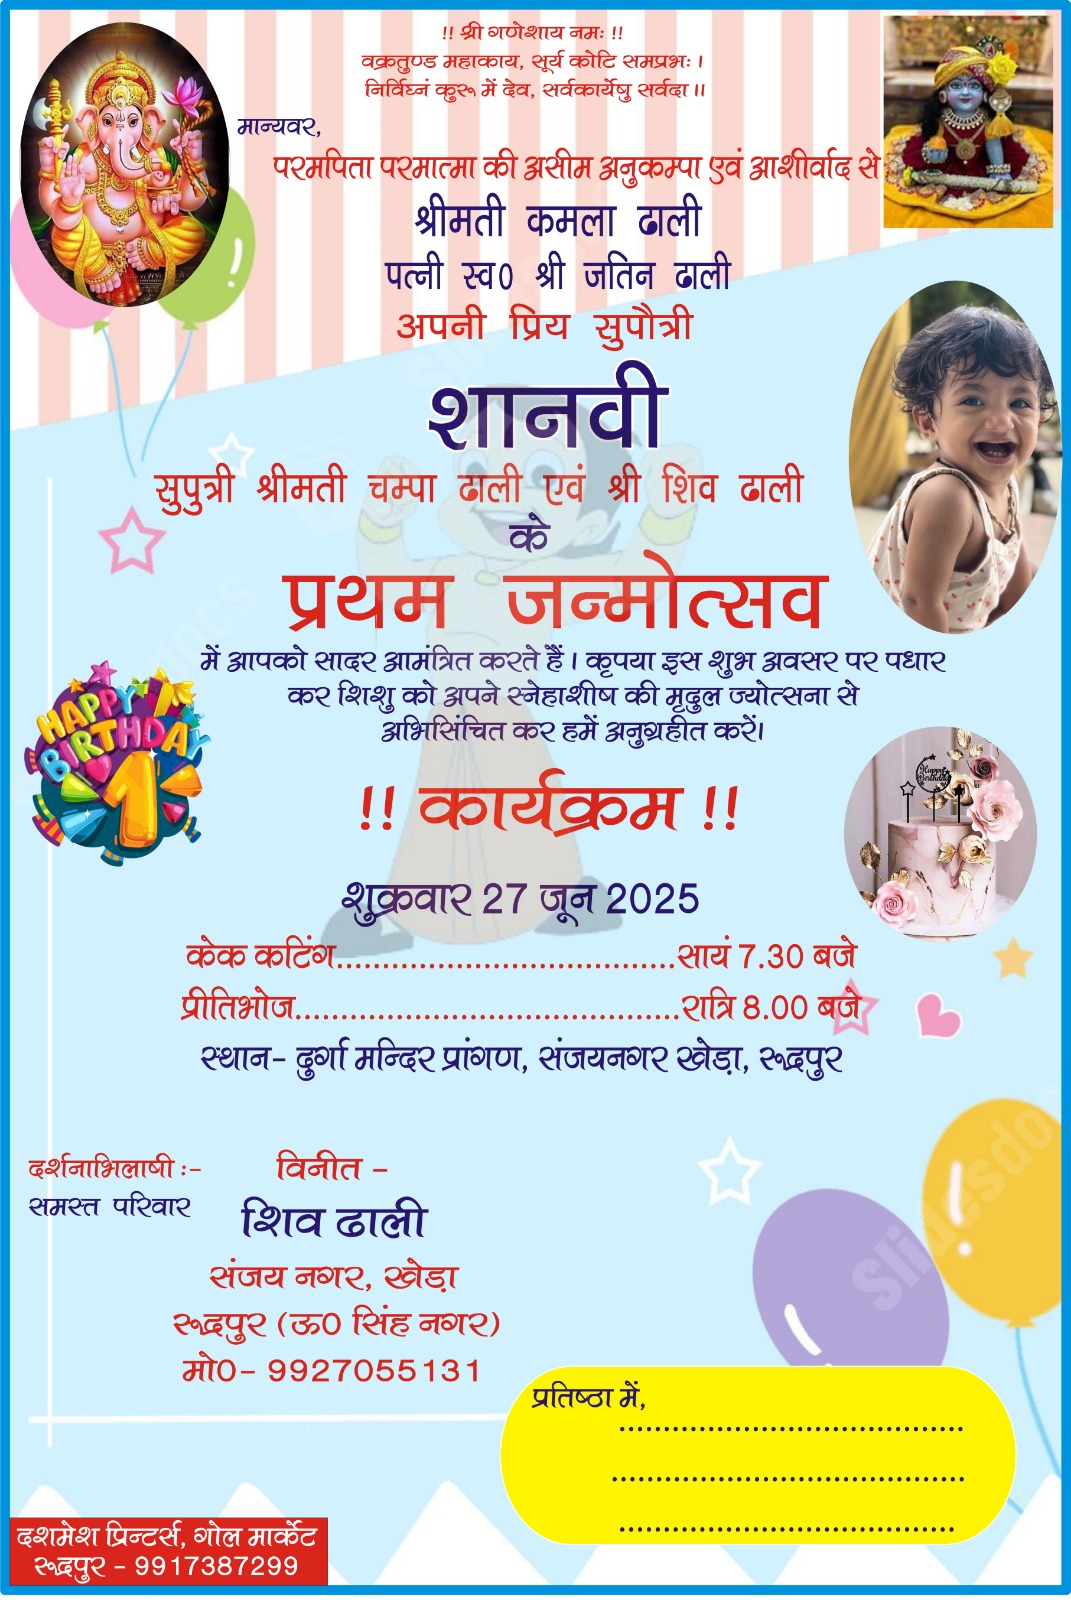 !! श्री गणेशाय नमः !!
वक्रतुण्ड महाकाय, सूर्य कोटि समप्रभः ।
निर्विघ्नं कुरू में देव, सर्वकार्येषु सर्वदा ।।
मान्यवर,
परमपिता परमात्मा की असीम अनुकम्पा एवं आशीर्वाद से
श्रीमती कमला ढाली
पत्नी स्व0 श्री जतिन ढाली
अपनी प्रिय सुपौत्री
शानवी
सुपुत्री श्रीमती चम्पा ढाली एवं श्री शिव ढाली
के
प्रथम जन्मोत्सव
में आपको सादर आमंत्रित करते हैं । कृपया इस शुभ अवसर पर पधार
कर शिशु को अपने स्नेहाशीष की मृदुल ज्योत्सना से
अभिसिंचित कर हमें अनुग्रहीत करें।
HAPPY
BIRTHDAY
1
Happy
Birthday
!! कार्यक्रम !!
शुक्रवार 27 जून 2025
केक कटिंग.....................................सायं 7.30 बजे
प्रीतिभोज..........................................रात्रि 8.00 बजे
स्थान- दुर्गा मन्दिर प्रांगण, संजयनगर खेड़ा, रूद्रपुर
दर्शनाभिलाषी :-
समस्त परिवार
विनीत -
शिव ढाली
संजय नगर, खेड़ा
रूद्रपुर (ऊ0 सिंह नगर)
मो0- 9927055131
प्रतिष्ठा में,
.......................................
........................................
......................................
दशमेश प्रिन्टर्स, गोल मार्केट
रूद्रपुर - 9917387299
Slidesdocs